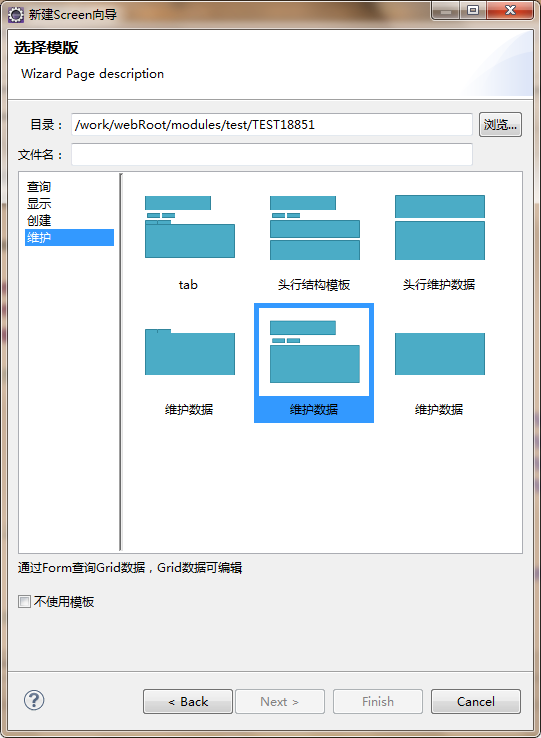 新建Screen向导
选择模版
Wizard Page description
目录： /work/webRoot/modules/test/TEST18851 浏览...
文件名：
查询
显示
创建
维护
tab 头行结构模板 头行维护数据
维护数据 维护数据 维护数据
通过Form查询Grid数据，Grid数据可编辑
不使用模板
? < Back Next > Finish Cancel